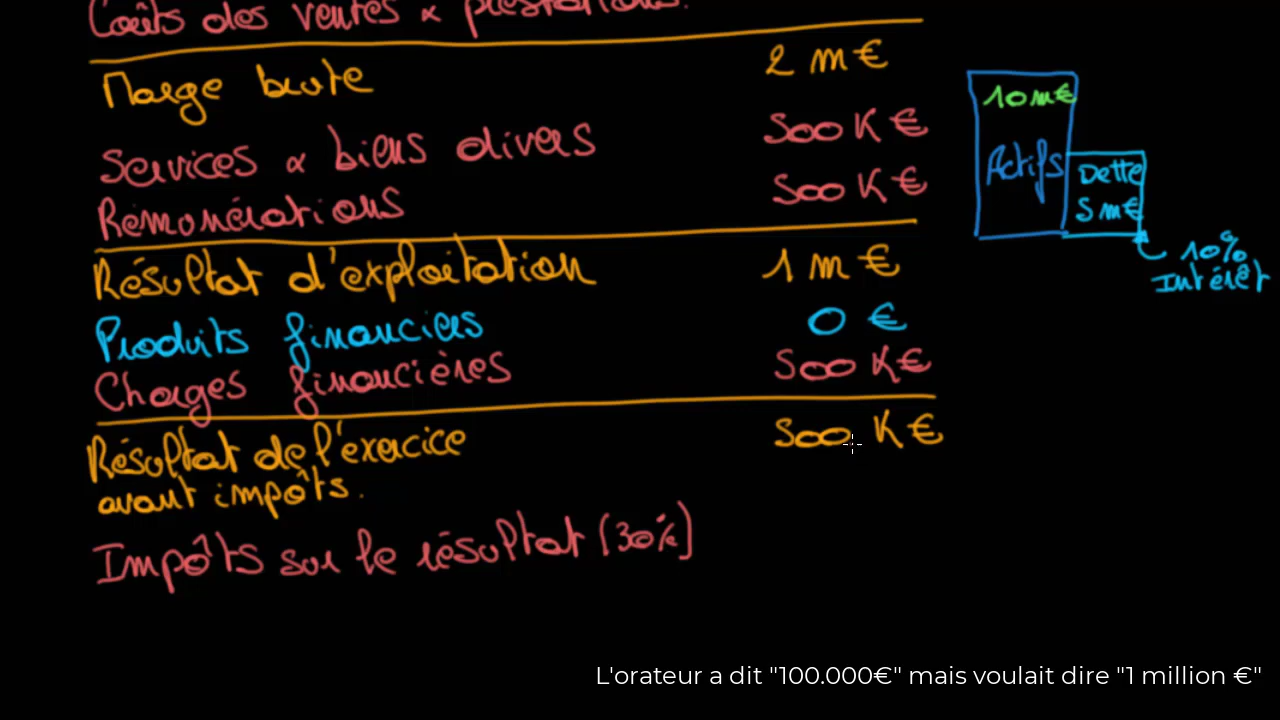 Coûts des ventes & prestations.
Marge brute 2 m€
Services & biens divers 500 K€
Rémunérations 500 K€
Résultat d'exploitation 1 m€
Produits financiers 0 €
Charges financières 500 K€
Résultat de l'exercice 500 K€
avant impôts.
Impôts sur le résultat (30%)
10 m€
Actifs
Dette
5 m€
10%
Intérêt
L'orateur a dit "100.000€" mais voulait dire "1 million €"